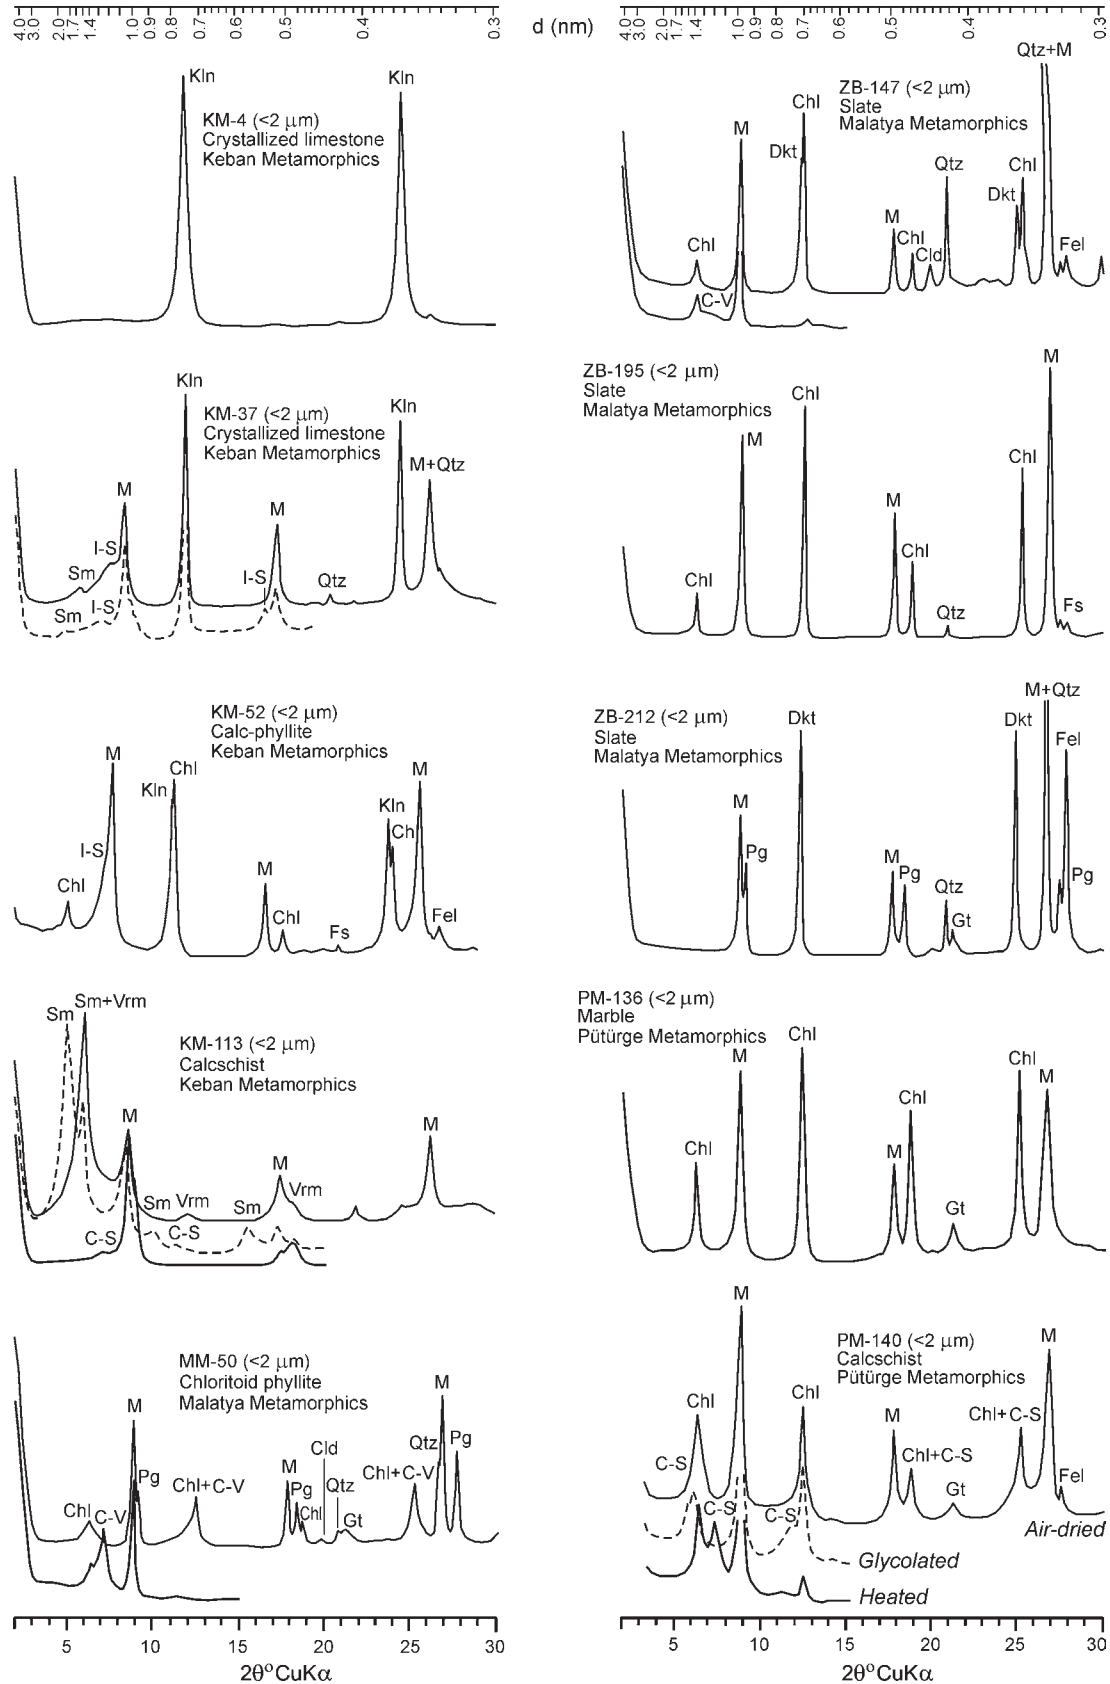 4.0 3.0 2.0 1.7 1.4 1.0 0.9 0.8 0.7 0.5 0.4 0.3
d (nm)
4.0 3.0 2.0 1.7 1.4 1.0 0.9 0.8 0.7 0.5 0.4 0.3
Kln
Kln
KM-4 (<2 μm)
Crystallized limestone
Keban Metamorphics
Kln
Kln
KM-37 (<2 μm)
Crystallized limestone
Keban Metamorphics
M+Qtz
M
M
I-S
Sm
I-S
Qtz
Sm
I-S
KM-52 (<2 μm)
Calc-phyllite
Keban Metamorphics
M
Chl
Kln
M
Kln
Chl
I-S
M
Chl
Chl
Fs
Fel
Sm+Vrm
Sm
KM-113 (<2 μm)
Calcschist
Keban Metamorphics
M
M
M
Vrm
Sm
Vrm
Sm
C-S
C-S
MM-50 (<2 μm)
Chloritoid phyllite
Malatya Metamorphics
M
M
Cld
Qtz
Pg
M
Pg
Chl+C-V
Chl+C-V
Pg
Qtz
Chl
C-V
Chl
Gt
5 10 15 20 25 30
2θ°CuKα
Qtz+M
ZB-147 (<2 μm)
Slate
Malatya Metamorphics
Chl
M
Dkt
Qtz
Chl
Dkt
M
Chl
Chl
Cld
Fel
C-V
M
ZB-195 (<2 μm)
Slate
Malatya Metamorphics
Chl
M
Chl
M
Chl
Chl
Qtz
Fs
M+Qtz
ZB-212 (<2 μm)
Slate
Malatya Metamorphics
Dkt
Dkt
Fel
M
Pg
M
Pg
Pg
Qtz
Gt
PM-136 (<2 μm)
Marble
Pütürge Metamorphics
Chl
M
Chl
M
Chl
Chl
M
Gt
M
PM-140 (<2 μm)
Calcschist
Pütürge Metamorphics
M
Chl
Chl
M
Chl+C-S
Chl+C-S
C-S
Fel
Gt
C-S
C-S
Air-dried
Glycolated
Heated
5 10 15 20 25 30
2θ°CuKα